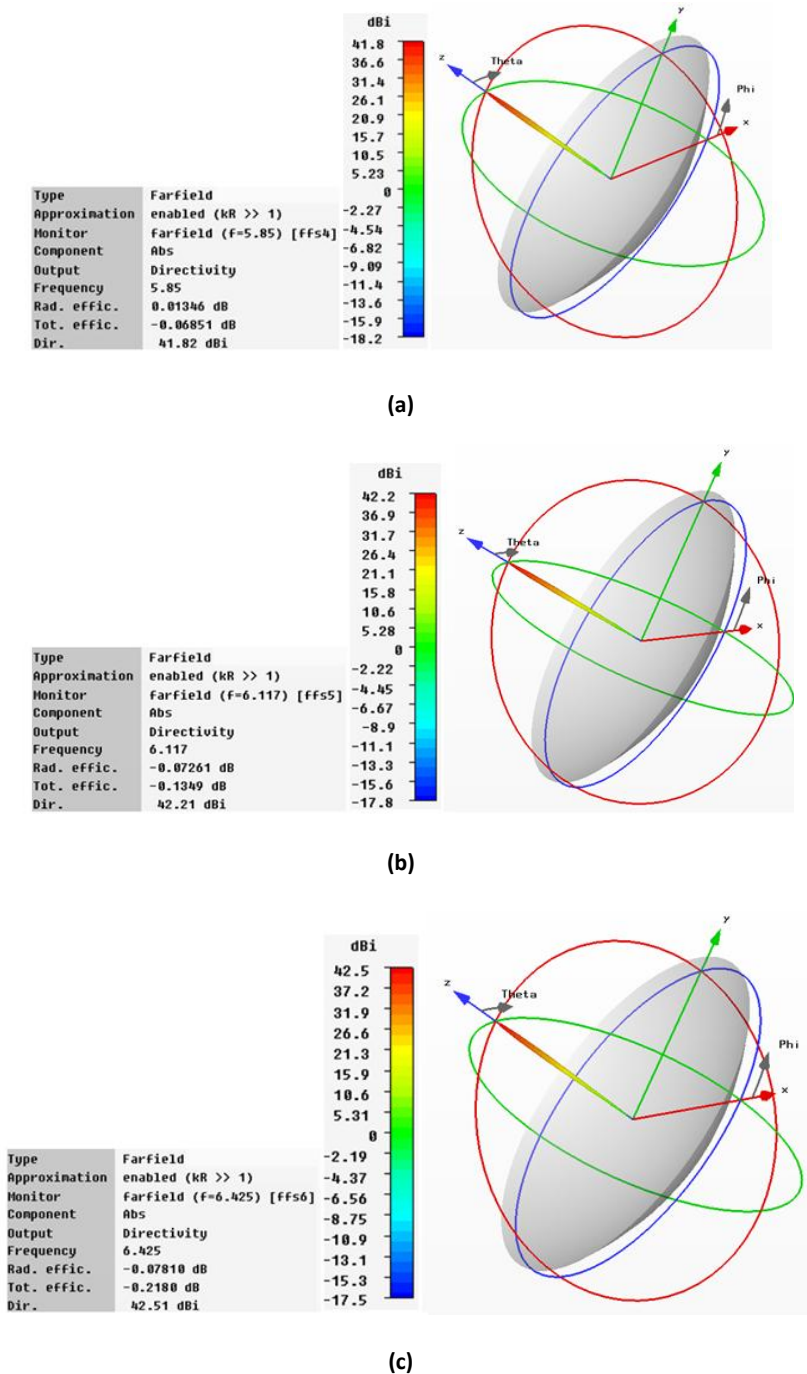 dBi
41.8
36.6
31.4
26.1
20.9
15.7
10.5
5.23
0
-2.27
-4.54
-6.82
-9.09
-11.4
-13.6
-15.9
-18.2
Type Farfield
Approximation enabled (kR >> 1)
Monitor farfield (f=5.85) [ffs4]
Component Abs
Output Directivity
Frequency 5.85
Rad. effic. 0.01346 dB
Tot. effic. -0.06851 dB
Dir. 41.82 dBi
y
z
Theta
Phi
x
(a)
dBi
42.2
36.9
31.7
26.4
21.1
15.8
10.6
5.28
0
-2.22
-4.45
-6.67
-8.9
-11.1
-13.3
-15.6
-17.8
Type Farfield
Approximation enabled (kR >> 1)
Monitor farfield (f=6.117) [ffs5]
Component Abs
Output Directivity
Frequency 6.117
Rad. effic. -0.07261 dB
Tot. effic. -0.1349 dB
Dir. 42.21 dBi
y
z
Theta
Phi
x
(b)
dBi
42.5
37.2
31.9
26.6
21.3
15.9
10.6
5.31
0
-2.19
-4.37
-6.56
-8.75
-10.9
-13.1
-15.3
-17.5
Type Farfield
Approximation enabled (kR >> 1)
Monitor farfield (f=6.425) [ffs6]
Component Abs
Output Directivity
Frequency 6.425
Rad. effic. -0.07810 dB
Tot. effic. -0.2180 dB
Dir. 42.51 dBi
y
z
Theta
Phi
x
(c)